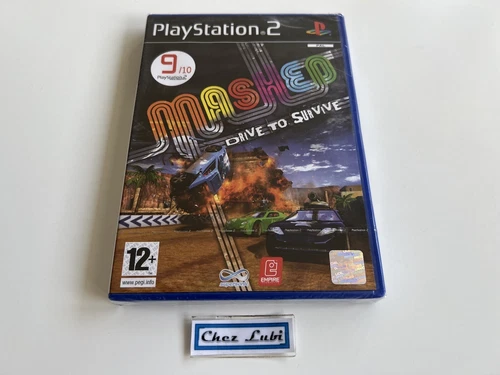 PlayStation 2
9/10
PlayStation 2
MASHED
DRIVE TO SURVIVE
12+
www.pegi.info
EMPIRE
Chez Lubi